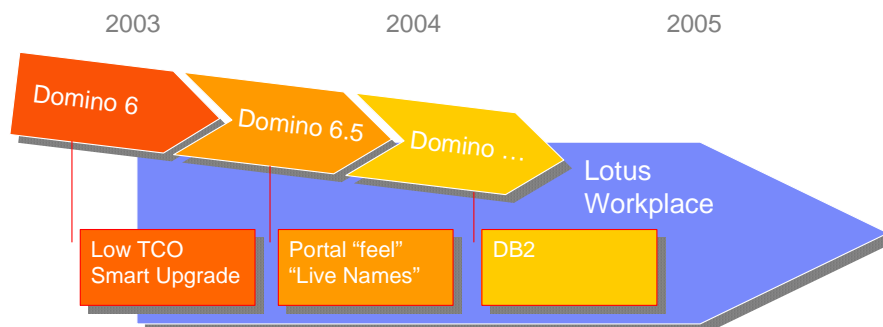 2003 2004 2005
Domino 6
Domino 6.5
Domino …
Lotus
Workplace
Low TCO
Smart Upgrade
Portal “feel”
“Live Names”
DB2